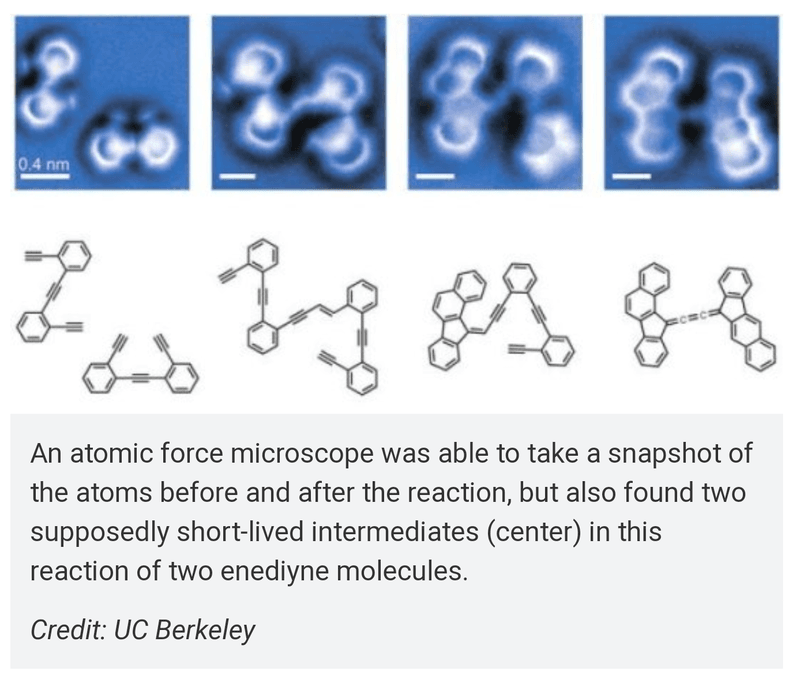 0.4 nm
C C
An atomic force microscope was able to take a snapshot of
the atoms before and after the reaction, but also found two
supposedly short-lived intermediates (center) in this
reaction of two enediyne molecules.
Credit: UC Berkeley